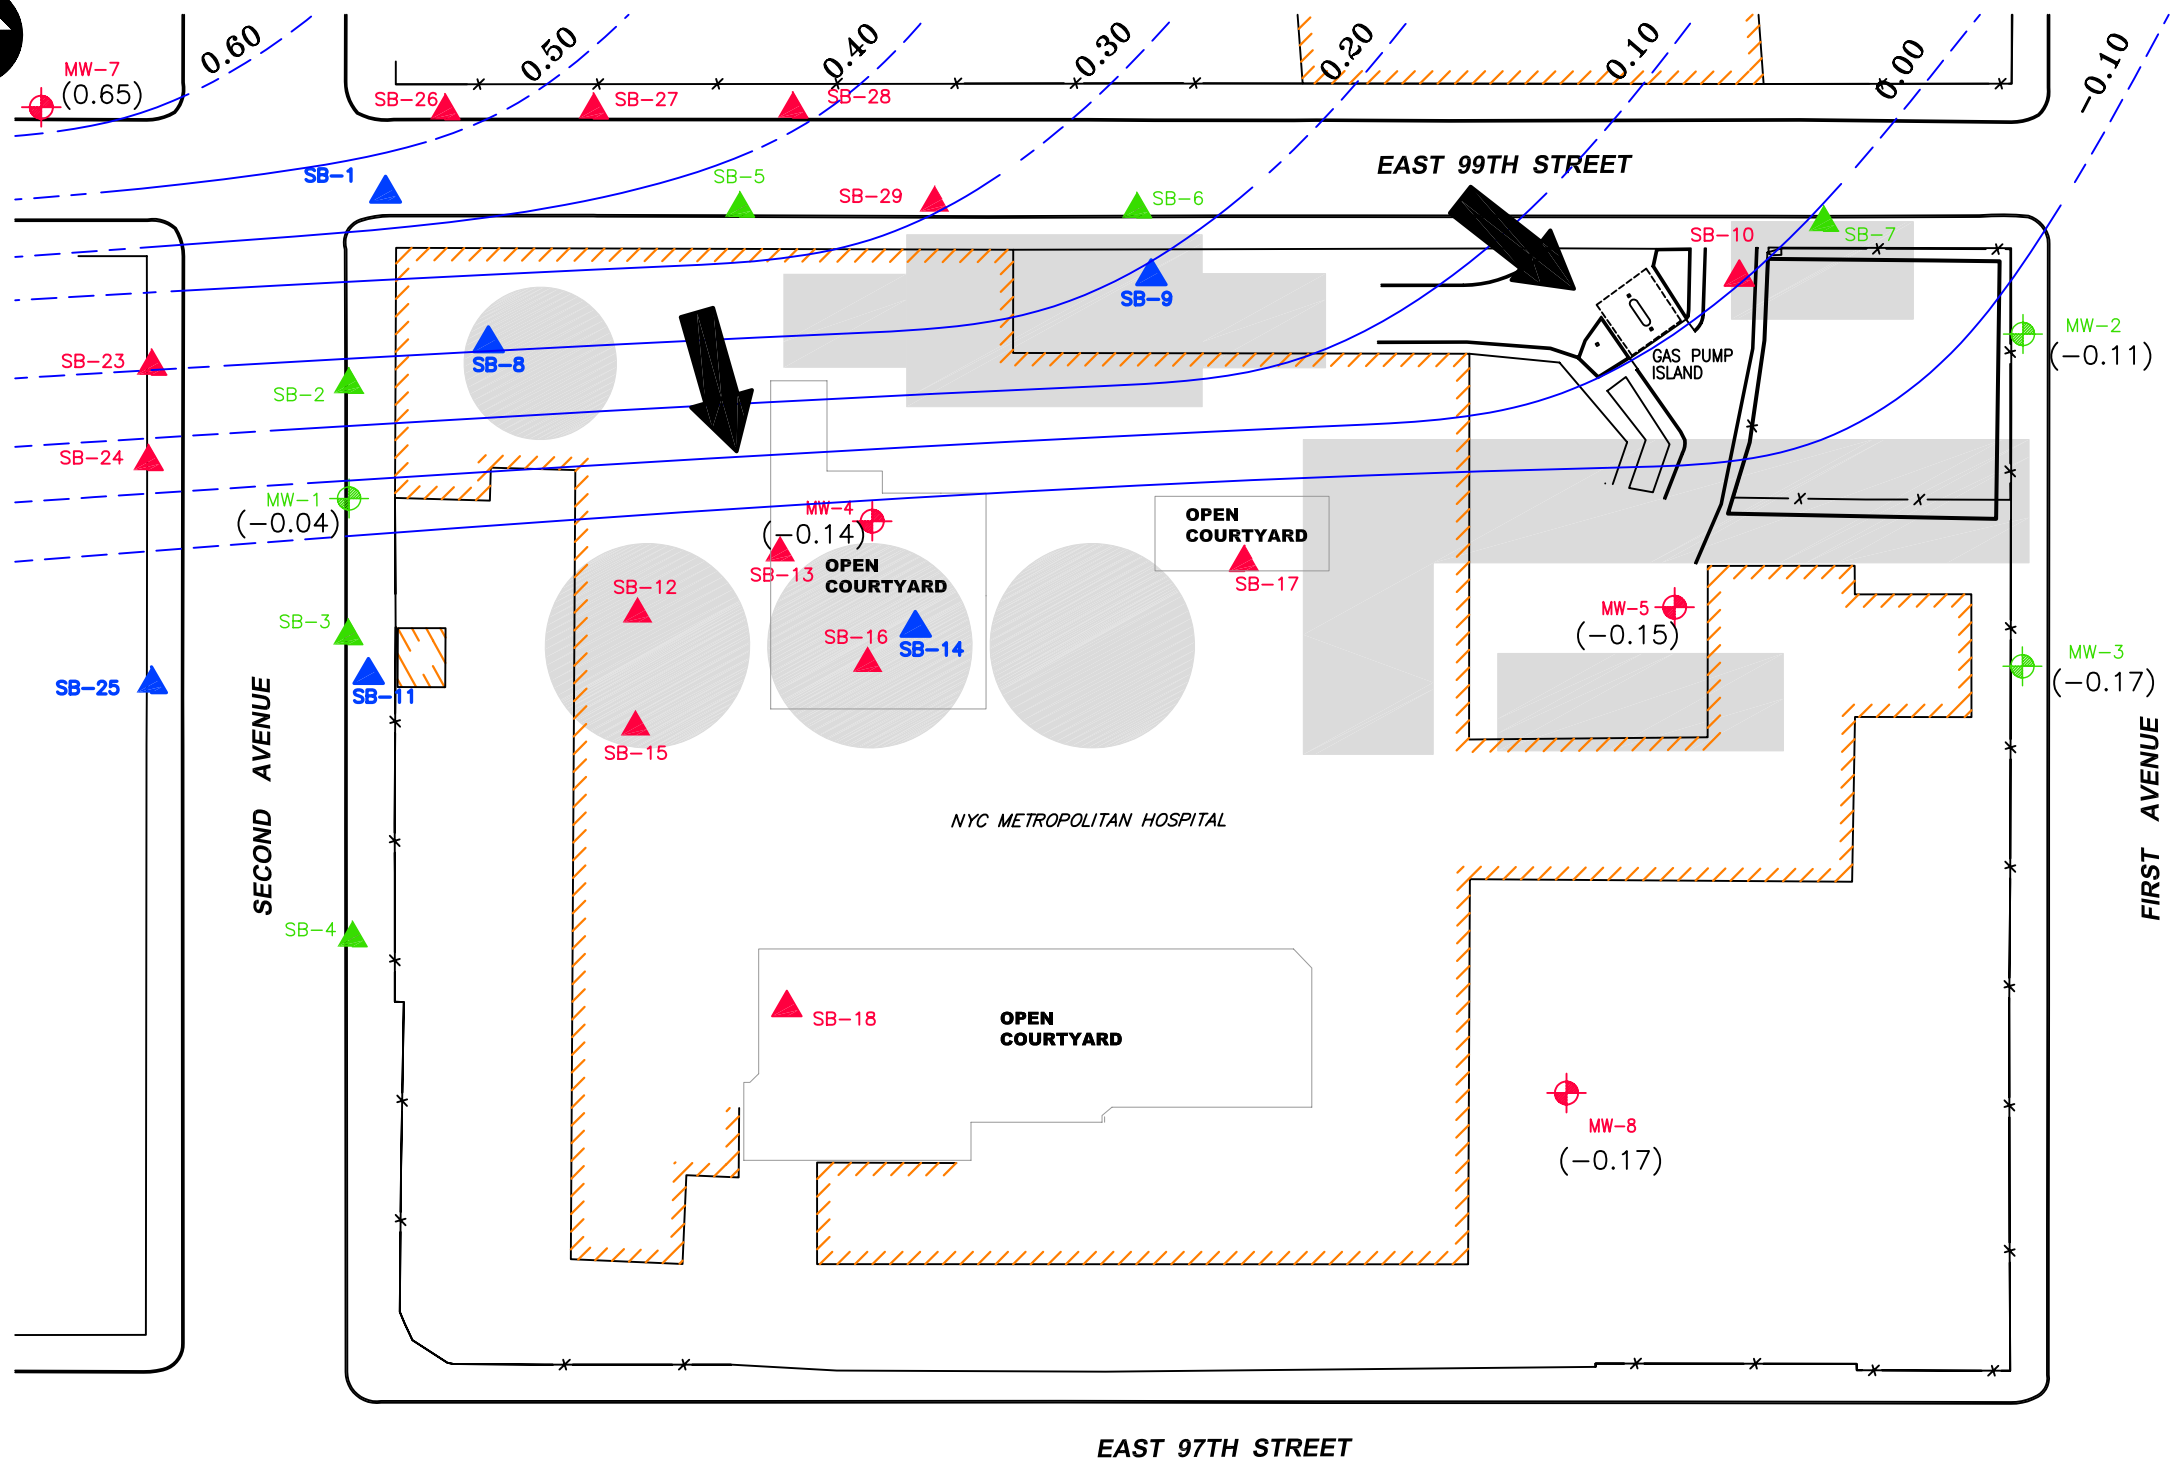 0.60
0.50
0.40
0.30
0.20
0.10
0.00
-0.10
MW-7
(0.65)
SB-26
SB-27
SB-28
EAST 99TH STREET
SB-1
SB-5
SB-29
SB-6
SB-10
SB-7
SB-9
MW-2
(-0.11)
SB-23
SB-8
GAS PUMP
ISLAND
SB-2
SB-24
MW-1
(-0.04)
MW-4
(-0.14)
OPEN
COURTYARD
SB-13
OPEN
COURTYARD
SB-17
SB-12
MW-5
(-0.15)
SB-3
SB-16
SB-14
MW-3
(-0.17)
SB-25
SB-11
SB-15
SECOND AVENUE
FIRST AVENUE
NYC METROPOLITAN HOSPITAL
SB-4
SB-18
OPEN
COURTYARD
MW-8
(-0.17)
EAST 97TH STREET